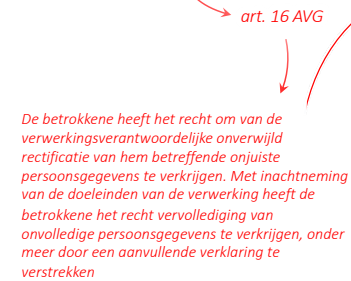 art. 16 AVG
De betrokkene heeft het recht om van de
verwerkingsverantwoordelijke onverwijld
rectificatie van hem betreffende onjuiste
persoonsgegevens te verkrijgen. Met inachtneming
van de doeleinden van de verwerking heeft de
betrokkene het recht vervollediging van
onvolledige persoonsgegevens te verkrijgen, onder
meer door een aanvullende verklaring te
verstrekken